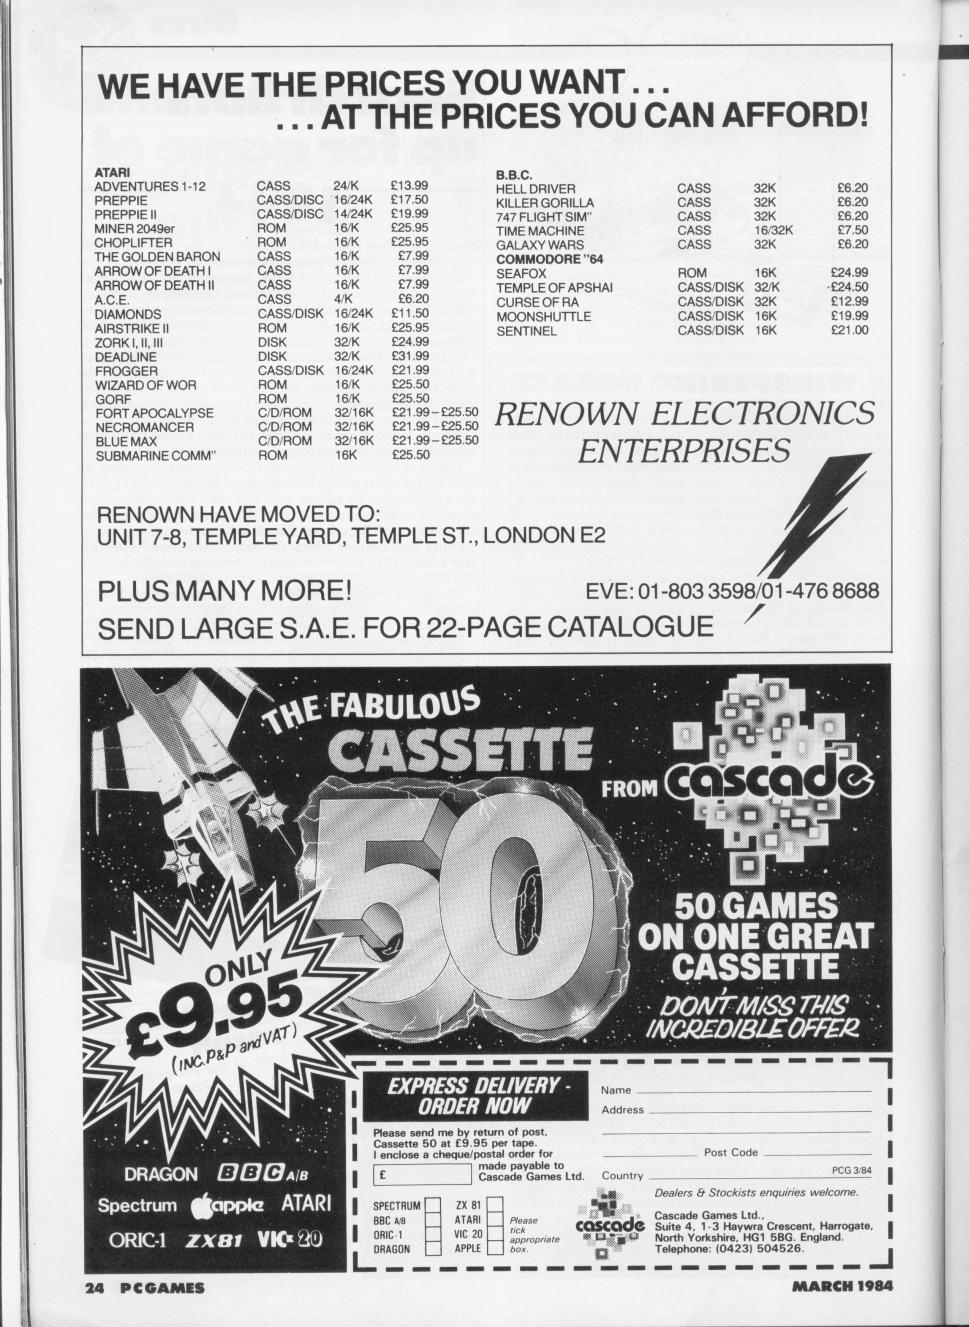 WE HAVE THE PRICES YOU WANT...
...AT THE PRICES YOU CAN AFFORD!
ATARI
ADVENTURES 1-12 CASS 24/K £13.99
PREPPIE CASS/DISC 16/24K £17.50
PREPPIE II CASS/DISC 14/24K £19.99
MINER 2049er ROM 16/K £25.95
CHOPLIFTER ROM 16/K £25.95
THE GOLDEN BARON CASS 16/K £7.99
ARROW OF DEATH I CASS 16/K £7.99
ARROW OF DEATH II CASS 16/K £7.99
A.C.E. CASS 4/K £6.20
DIAMONDS CASS/DISK 16/24K £11.50
AIRSTRIKE II ROM 16/K £25.95
ZORK I, II, III DISK 32/K £24.99
DEADLINE DISK 32/K £31.99
FROGGER CASS/DISK 16/24K £21.99
WIZARD OF WOR ROM 16/K £25.50
GORF ROM 16/K £25.50
FORT APOCALYPSE C/D/ROM 32/16K £21.99–£25.50
NECROMANCER C/D/ROM 32/16K £21.99–£25.50
BLUE MAX C/D/ROM 32/16K £21.99–£25.50
SUBMARINE COMM" ROM 16K £25.50
B.B.C.
HELL DRIVER CASS 32K £6.20
KILLER GORILLA CASS 32K £6.20
747 FLIGHT SIM" CASS 32K £6.20
TIME MACHINE CASS 16/32K £7.50
GALAXY WARS CASS 32K £6.20
COMMODORE "64
SEAFOX ROM 16K £24.99
TEMPLE OF APSHAI CASS/DISK 32/K £24.50
CURSE OF RA CASS/DISK 32K £12.99
MOONSHUTTLE CASS/DISK 16K £19.99
SENTINEL CASS/DISK 16K £21.00
RENOWN ELECTRONICS
ENTERPRISES
RENOWN HAVE MOVED TO:
UNIT 7-8, TEMPLE YARD, TEMPLE ST., LONDON E2
PLUS MANY MORE!
EVE: 01-803 3598/01-476 8688
SEND LARGE S.A.E. FOR 22-PAGE CATALOGUE
THE FABULOUS
CASSETTE
50
FROM cascade
50 GAMES
ON ONE GREAT
CASSETTE
DON'T MISS THIS
INCREDIBLE OFFER
ONLY
£9.95
(INC. P&P and VAT)
DRAGON BBC A/B
Spectrum apple ATARI
ORIC-1 ZX81 VIC 20
EXPRESS DELIVERY -
ORDER NOW
Please send me by return of post,
Cassette 50 at £9.95 per tape.
I enclose a cheque/postal order for
£
made payable to
Cascade Games Ltd.
SPECTRUM ZX 81
BBC A/B ATARI
ORIC-1 VIC 20
DRAGON APPLE
Please
tick
appropriate
box.
Name
Address
Post Code
Country
PCG 3/84
Dealers & Stockists enquiries welcome.
cascade
Cascade Games Ltd.,
Suite 4, 1-3 Haywra Crescent, Harrogate,
North Yorkshire, HG1 5BG. England.
Telephone: (0423) 504526.
24 PCGAMES
MARCH 1984